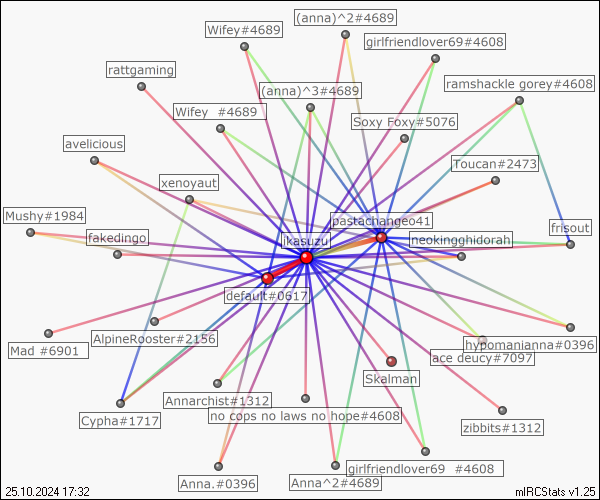 Wifey#4689
(anna)^2#4689
girlfriendlover69#4608
rattgaming
(anna)^3#4689
ramshackle gorey#4608
Wifey  #4689
Soxy Foxy#5076
avelicious
Toucan#2473
xenoyaut
Mushy#1984
pastachangeo41
frisout
fakedingo
ikasuzu
neokingghidorah
default#0617
AlpineRooster#2156
hypomanianna#0396
Mad #6901
ace deucy#7097
Skalman
Annarchist#1312
no cops no laws no hope#4608
Cypha#1717
zibbits#1312
girlfriendlover69  #4608
Anna.#0396
Anna^2#4689
25.10.2024 17:32
mIRCStats v1.25